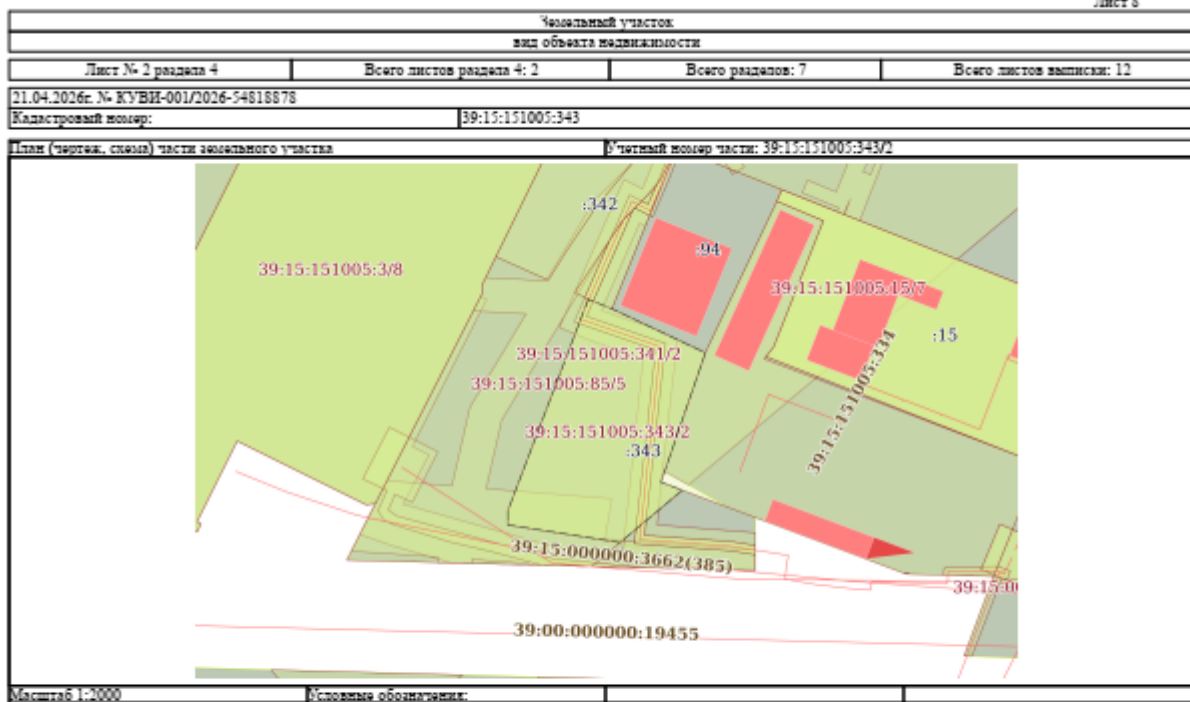 Лист 8
Земельный участок
вид объекта недвижимости
Лист № 2 раздела 4 Всего листов раздела 4: 2 Всего разделов: 7 Всего листов выписки: 12
21.04.2026г. № КУВИ-001/2026-54818878
Кадастровый номер: 39:15:151005:343
План (чертеж, схема) части земельного участка Учетный номер части: 39:15:151005:343/2
:342
:94
39:15:151005:3/8
39:15:151005:15/7
:15
39:15:151005:334
39:15:151005:341/2
39:15:151005:85/5
39:15:151005:343/2
:343
39:15:000000:3662(385)
39:15:00
39:00:000000:19455
Масштаб 1:2000 Условные обозначения: